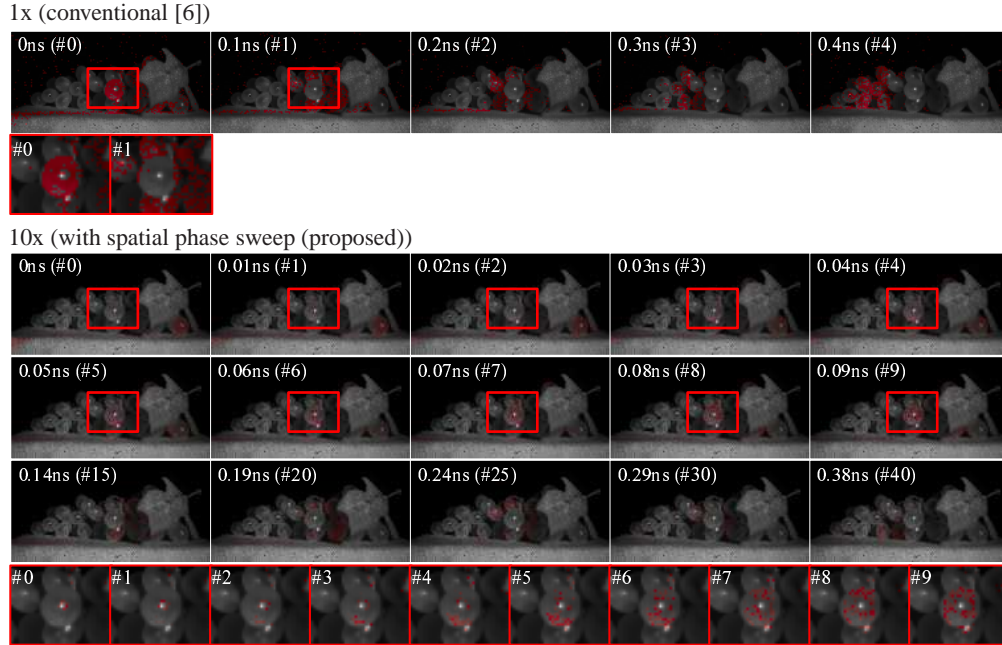 1x (conventional [6])
0ns (#0) 0.1ns (#1) 0.2ns (#2) 0.3ns (#3) 0.4ns (#4)
#0 #1
10x (with spatial phase sweep (proposed))
0ns (#0) 0.01ns (#1) 0.02ns (#2) 0.03ns (#3) 0.04ns (#4)
0.05ns (#5) 0.06ns (#6) 0.07ns (#7) 0.08ns (#8) 0.09ns (#9)
0.14ns (#15) 0.19ns (#20) 0.24ns (#25) 0.29ns (#30) 0.38ns (#40)
#0 #1 #2 #3 #4 #5 #6 #7 #8 #9